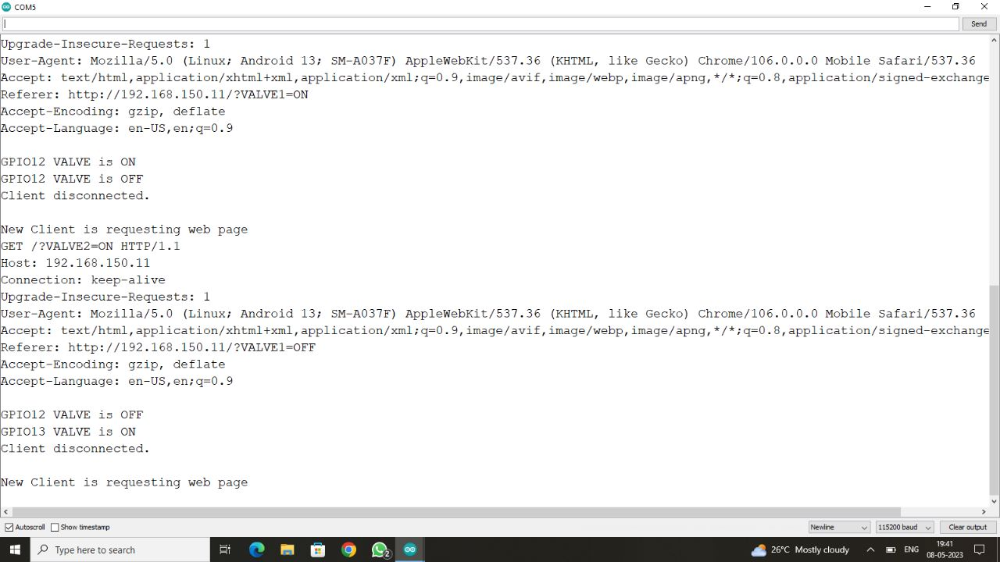 COM5
Send
Upgrade-Insecure-Requests: 1
User-Agent: Mozilla/5.0 (Linux; Android 13; SM-A037F) AppleWebKit/537.36 (KHTML, like Gecko) Chrome/106.0.0.0 Mobile Safari/537.36
Accept: text/html,application/xhtml+xml,application/xml;q=0.9,image/avif,image/webp,image/apng,*/*;q=0.8,application/signed-exchange
Referer: http://192.168.150.11/?VALVE1=ON
Accept-Encoding: gzip, deflate
Accept-Language: en-US,en;q=0.9
GPIO12 VALVE is ON
GPIO12 VALVE is OFF
Client disconnected.
New Client is requesting web page
GET /?VALVE2=ON HTTP/1.1
Host: 192.168.150.11
Connection: keep-alive
Upgrade-Insecure-Requests: 1
User-Agent: Mozilla/5.0 (Linux; Android 13; SM-A037F) AppleWebKit/537.36 (KHTML, like Gecko) Chrome/106.0.0.0 Mobile Safari/537.36
Accept: text/html,application/xhtml+xml,application/xml;q=0.9,image/avif,image/webp,image/apng,*/*;q=0.8,application/signed-exchange
Referer: http://192.168.150.11/?VALVE1=OFF
Accept-Encoding: gzip, deflate
Accept-Language: en-US,en;q=0.9
GPIO12 VALVE is OFF
GPIO13 VALVE is ON
Client disconnected.
New Client is requesting web page
Autoscroll Show timestamp Newline 115200 baud Clear output
Type here to search 2 26°C Mostly cloudy ENG 19:41
08-05-2023